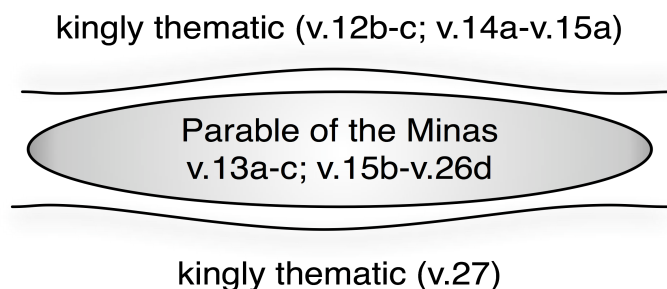 kingly thematic (v.12b-c; v.14a-v.15a)
Parable of the Minas
v.13a-c; v.15b-v.26d
kingly thematic (v.27)